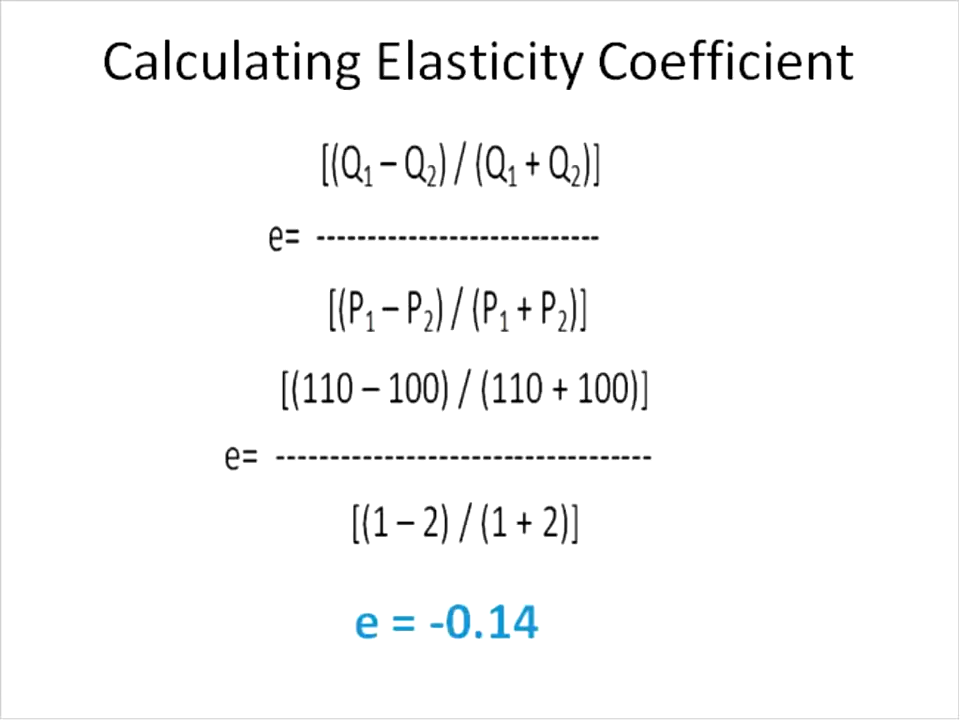 Calculating Elasticity Coefficient
[(Q₁ – Q₂) / (Q₁ + Q₂)]
e= ----------------------------
[(P₁ – P₂) / (P₁ + P₂)]
[(110 – 100) / (110 + 100)]
e= -----------------------------------
[(1 – 2) / (1 + 2)]
e = -0.14